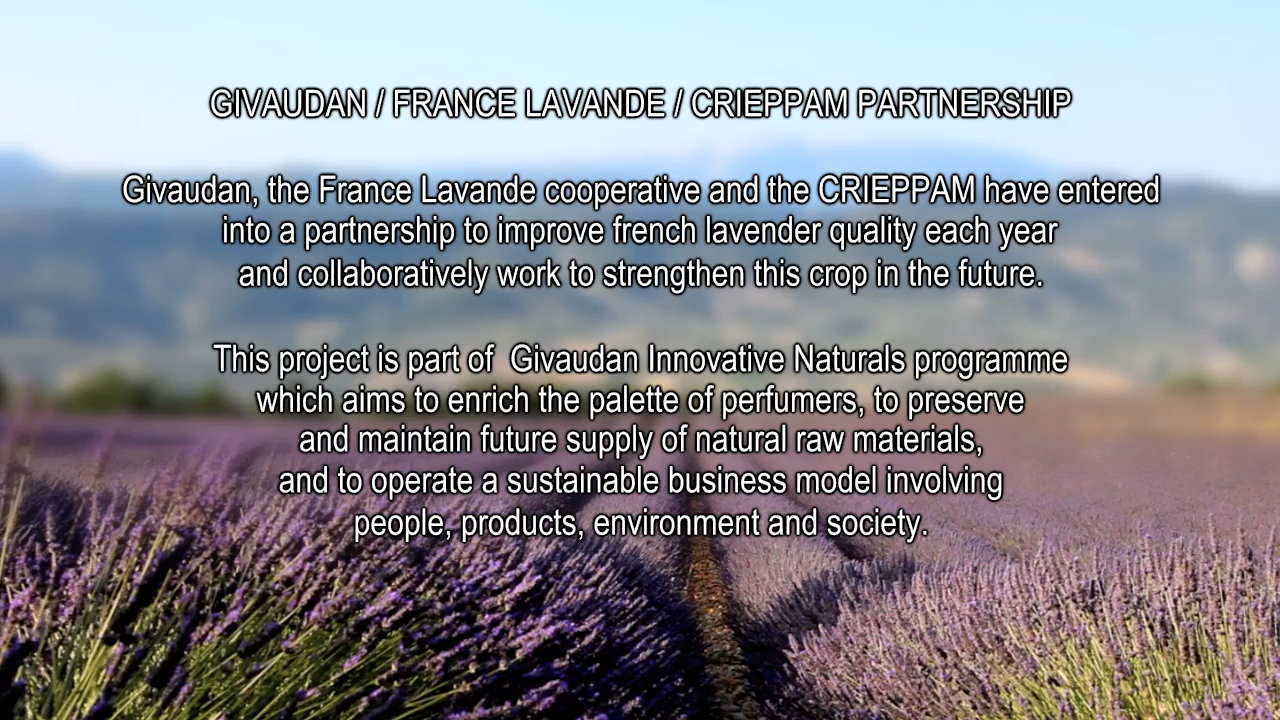 GIVAUDAN / FRANCE LAVANDE / CRIEPPAM PARTNERSHIP
Givaudan, the France Lavande cooperative and the CRIEPPAM have entered
into a partnership to improve french lavender quality each year
and collaboratively work to strengthen this crop in the future.
This project is part of  Givaudan Innovative Naturals programme
which aims to enrich the palette of perfumers, to preserve
and maintain future supply of natural raw materials,
and to operate a sustainable business model involving
people, products, environment and society.